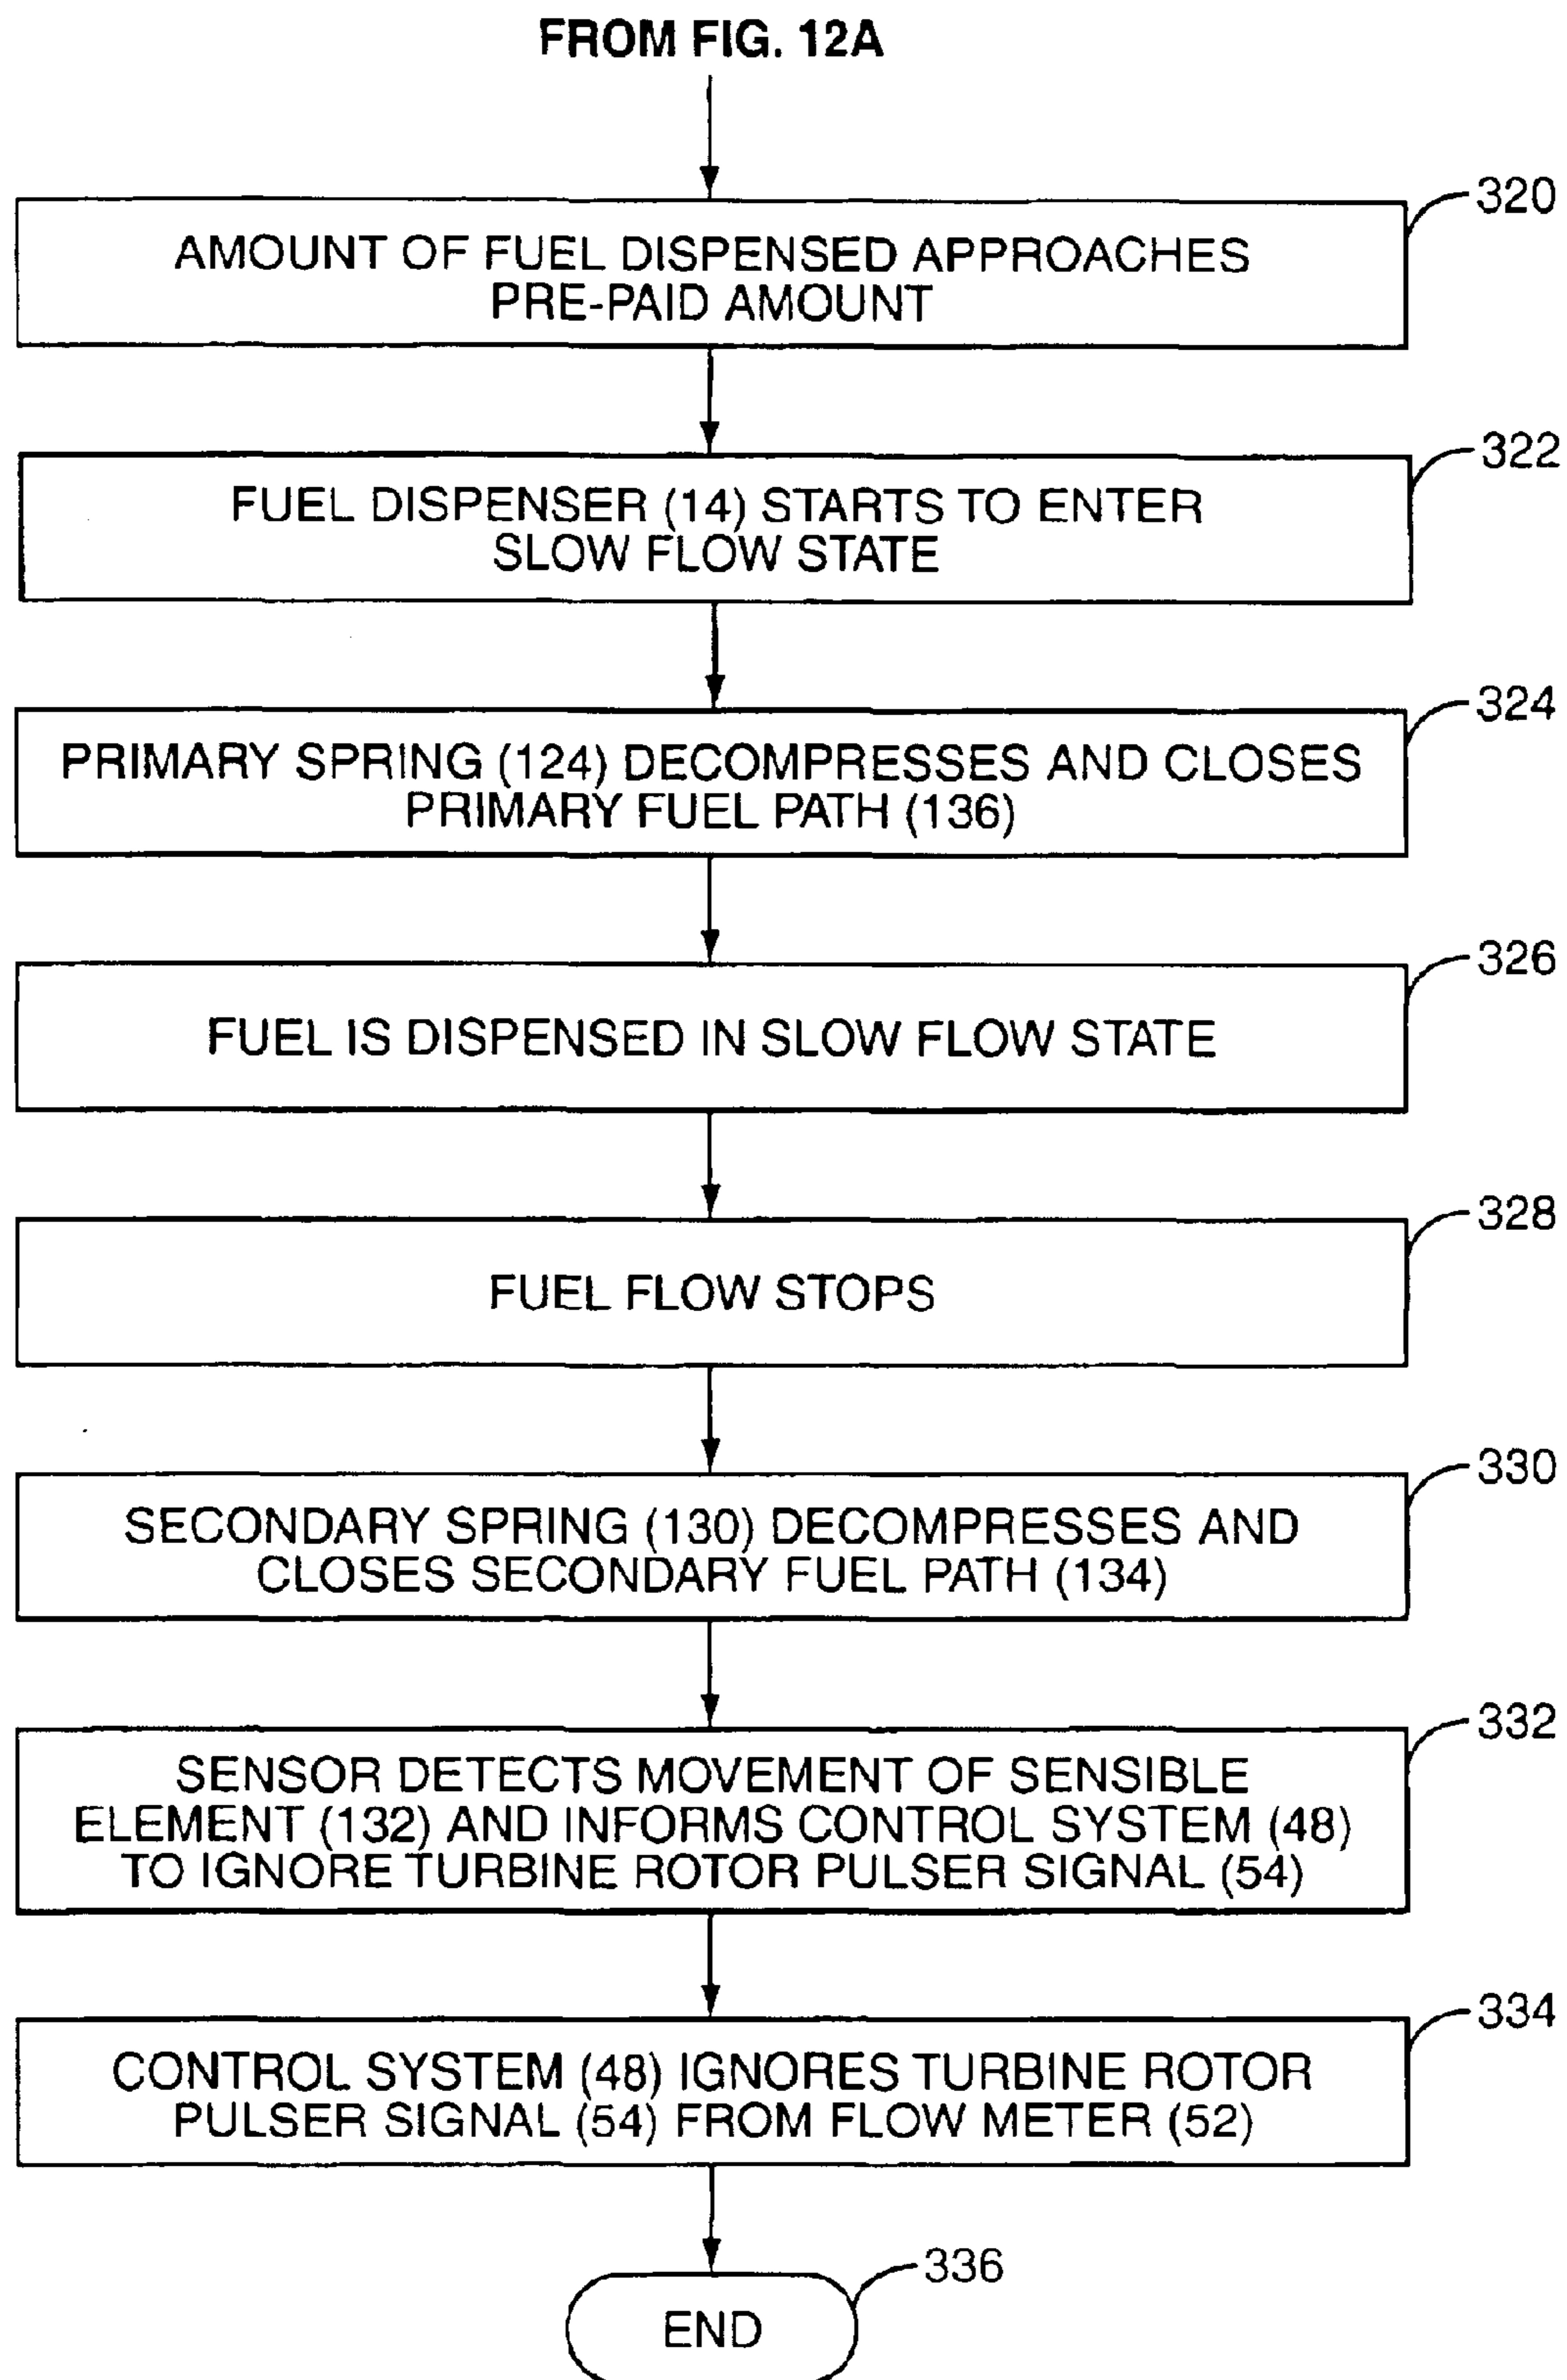 FROM FIG. 12A
320
AMOUNT OF FUEL DISPENSED APPROACHES
PRE-PAID AMOUNT
322
FUEL DISPENSER (14) STARTS TO ENTER
SLOW FLOW STATE
324
PRIMARY SPRING (124) DECOMPRESSES AND CLOSES
PRIMARY FUEL PATH (136)
326
FUEL IS DISPENSED IN SLOW FLOW STATE
328
FUEL FLOW STOPS
330
SECONDARY SPRING (130) DECOMPRESSES AND
CLOSES SECONDARY FUEL PATH (134)
332
SENSOR DETECTS MOVEMENT OF SENSIBLE
ELEMENT (132) AND INFORMS CONTROL SYSTEM (48)
TO IGNORE TURBINE ROTOR PULSER SIGNAL (54)
334
CONTROL SYSTEM (48) IGNORES TURBINE ROTOR
PULSER SIGNAL (54) FROM FLOW METER (52)
336
END